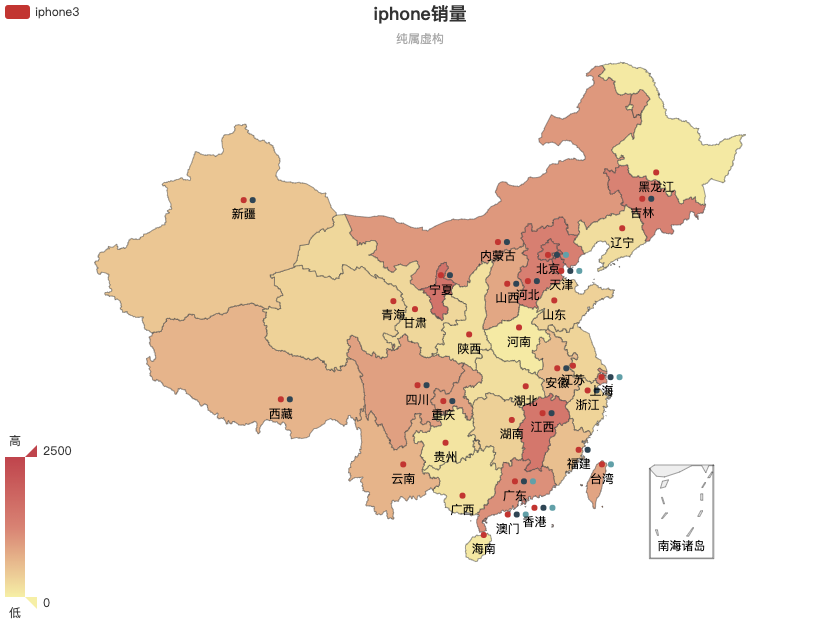 iphone3
iphone销量
纯属虚构
黑龙江
吉林
新疆
辽宁
内蒙古
北京
天津
宁夏
山西
河北
青海
甘肃
山东
河南
陕西
安徽
江苏
上海
四川
湖北
浙江
西藏
重庆
江西
湖南
贵州
福建
云南
台湾
广东
广西
澳门
香港
海南
南海诸岛
高
2500
0
低